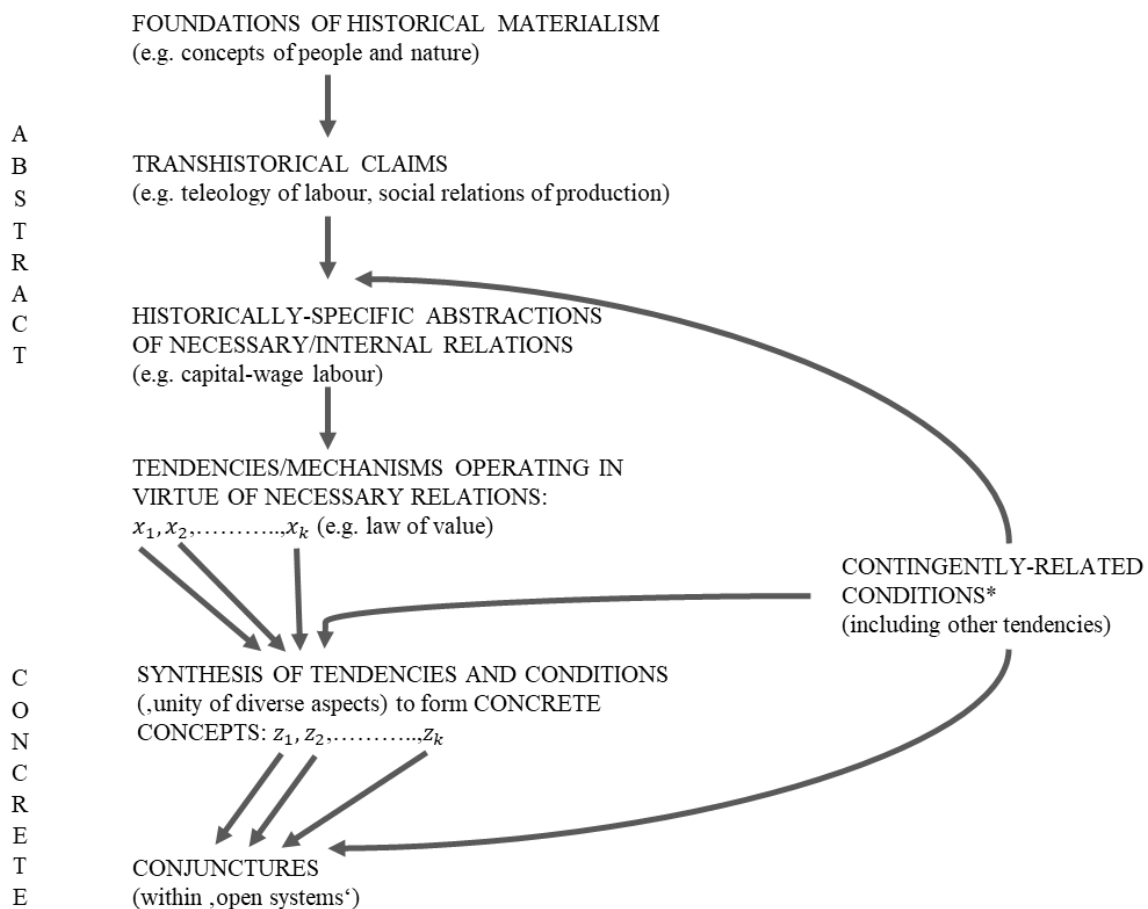 FOUNDATIONS OF HISTORICAL MATERIALISM
(e.g. concepts of people and nature)
ABSTRACT
TRANSHISTORICAL CLAIMS
(e.g. teleology of labour, social relations of production)
HISTORICALLY-SPECIFIC ABSTRACTIONS
OF NECESSARY/INTERNAL RELATIONS
(e.g. capital-wage labour)
TENDENCIES/MECHANISMS OPERATING IN
VIRTUE OF NECESSARY RELATIONS:
x₁, x₂,………..,xₖ (e.g. law of value)
CONTINGENTLY-RELATED
CONDITIONS*
(including other tendencies)
CONCRETE
SYNTHESIS OF TENDENCIES AND CONDITIONS
(‚unity of diverse aspects) to form CONCRETE
CONCEPTS: z₁, z₂,………..,zₖ
CONJUNCTURES
(within ‚open systems‘)